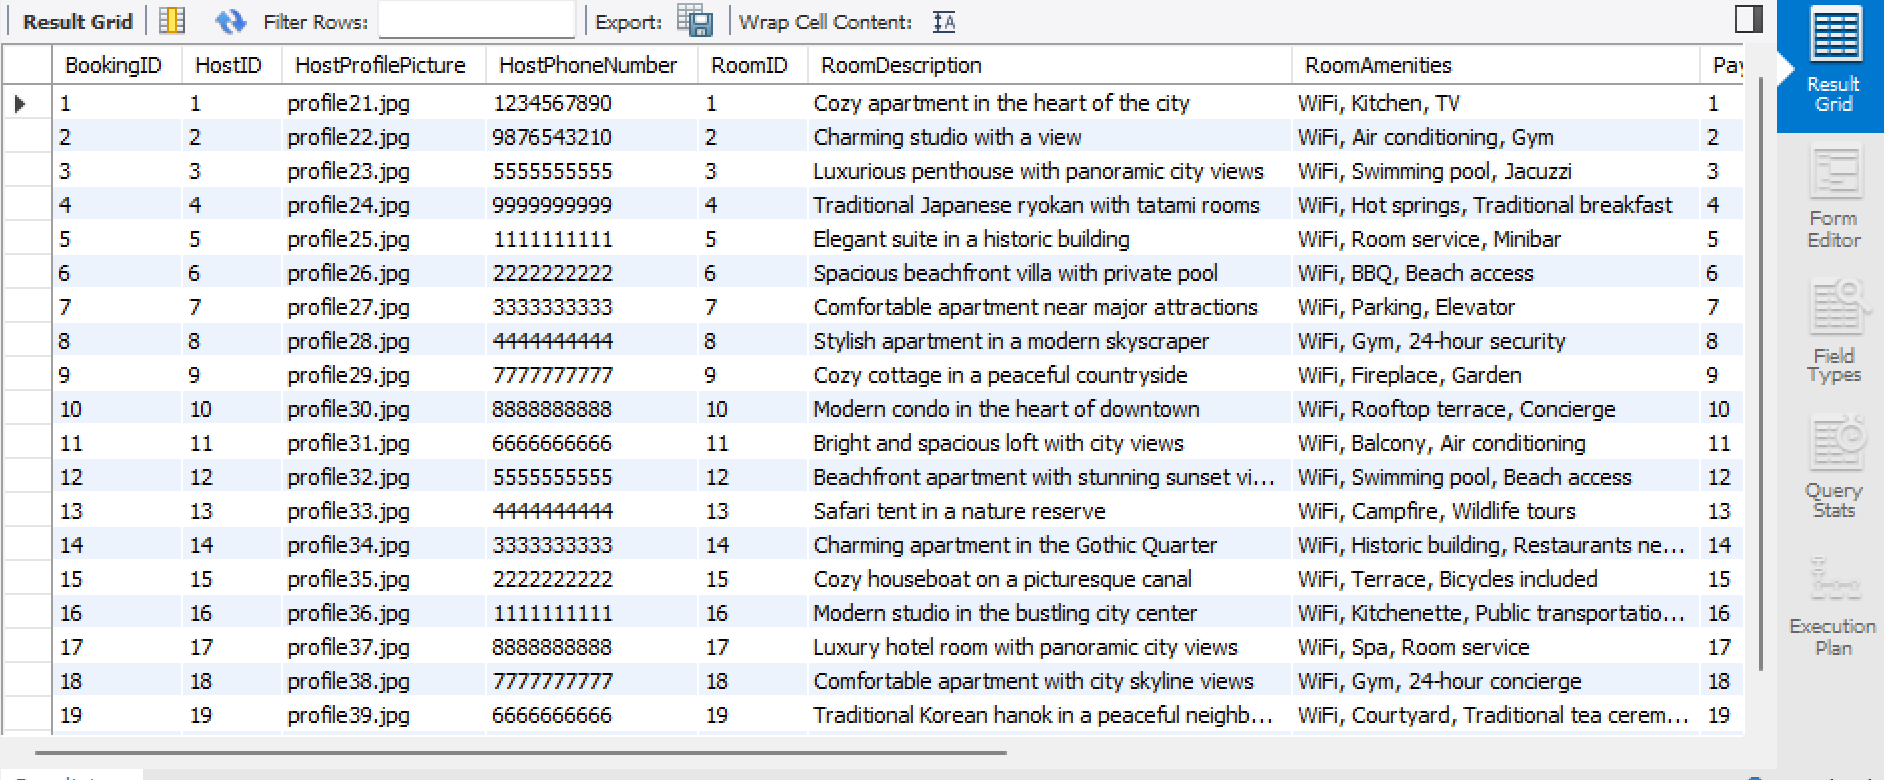 Result Grid Filter Rows: Export: Wrap Cell Content:
BookingID HostID HostProfilePicture HostPhoneNumber RoomID RoomDescription RoomAmenities Pay
1 1 profile21.jpg 1234567890 1 Cozy apartment in the heart of the city WiFi, Kitchen, TV 1
2 2 profile22.jpg 9876543210 2 Charming studio with a view WiFi, Air conditioning, Gym 2
3 3 profile23.jpg 5555555555 3 Luxurious penthouse with panoramic city views WiFi, Swimming pool, Jacuzzi 3
4 4 profile24.jpg 9999999999 4 Traditional Japanese ryokan with tatami rooms WiFi, Hot springs, Traditional breakfast 4
5 5 profile25.jpg 1111111111 5 Elegant suite in a historic building WiFi, Room service, Minibar 5
6 6 profile26.jpg 2222222222 6 Spacious beachfront villa with private pool WiFi, BBQ, Beach access 6
7 7 profile27.jpg 3333333333 7 Comfortable apartment near major attractions WiFi, Parking, Elevator 7
8 8 profile28.jpg 4444444444 8 Stylish apartment in a modern skyscraper WiFi, Gym, 24-hour security 8
9 9 profile29.jpg 7777777777 9 Cozy cottage in a peaceful countryside WiFi, Fireplace, Garden 9
10 10 profile30.jpg 8888888888 10 Modern condo in the heart of downtown WiFi, Rooftop terrace, Concierge 10
11 11 profile31.jpg 6666666666 11 Bright and spacious loft with city views WiFi, Balcony, Air conditioning 11
12 12 profile32.jpg 5555555555 12 Beachfront apartment with stunning sunset vi... WiFi, Swimming pool, Beach access 12
13 13 profile33.jpg 4444444444 13 Safari tent in a nature reserve WiFi, Campfire, Wildlife tours 13
14 14 profile34.jpg 3333333333 14 Charming apartment in the Gothic Quarter WiFi, Historic building, Restaurants ne... 14
15 15 profile35.jpg 2222222222 15 Cozy houseboat on a picturesque canal WiFi, Terrace, Bicycles included 15
16 16 profile36.jpg 1111111111 16 Modern studio in the bustling city center WiFi, Kitchenette, Public transportatio... 16
17 17 profile37.jpg 8888888888 17 Luxury hotel room with panoramic city views WiFi, Spa, Room service 17
18 18 profile38.jpg 7777777777 18 Comfortable apartment with city skyline views WiFi, Gym, 24-hour concierge 18
19 19 profile39.jpg 6666666666 19 Traditional Korean hanok in a peaceful neighb... WiFi, Courtyard, Traditional tea cerem... 19
Result
Grid
Form
Editor
Field
Types
Query
Stats
Execution
Plan